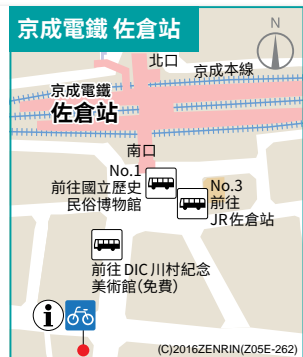 京成電鐵 佐倉站
N
北口
京成本線
京成電鐵
佐倉站
南口
No.1
前往國立歷史
民俗博物館
No.3
前往
JR佐倉站
前往DIC川村紀念
美術館(免費)
i
(C)2016ZENRIN(Z05E-262)